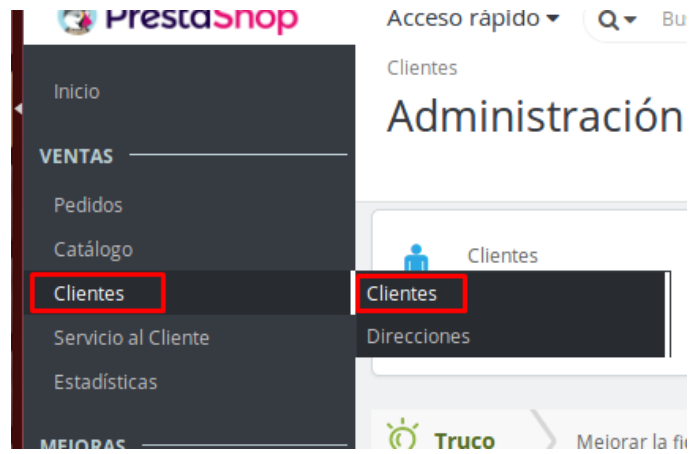 PrestaShop
Acceso rápido
Clientes
Administración
Inicio
VENTAS
Pedidos
Catálogo
Clientes
Servicio al Cliente
Estadísticas
MEJORAS
Clientes
Clientes
Direcciones
Truco
Mejorar la